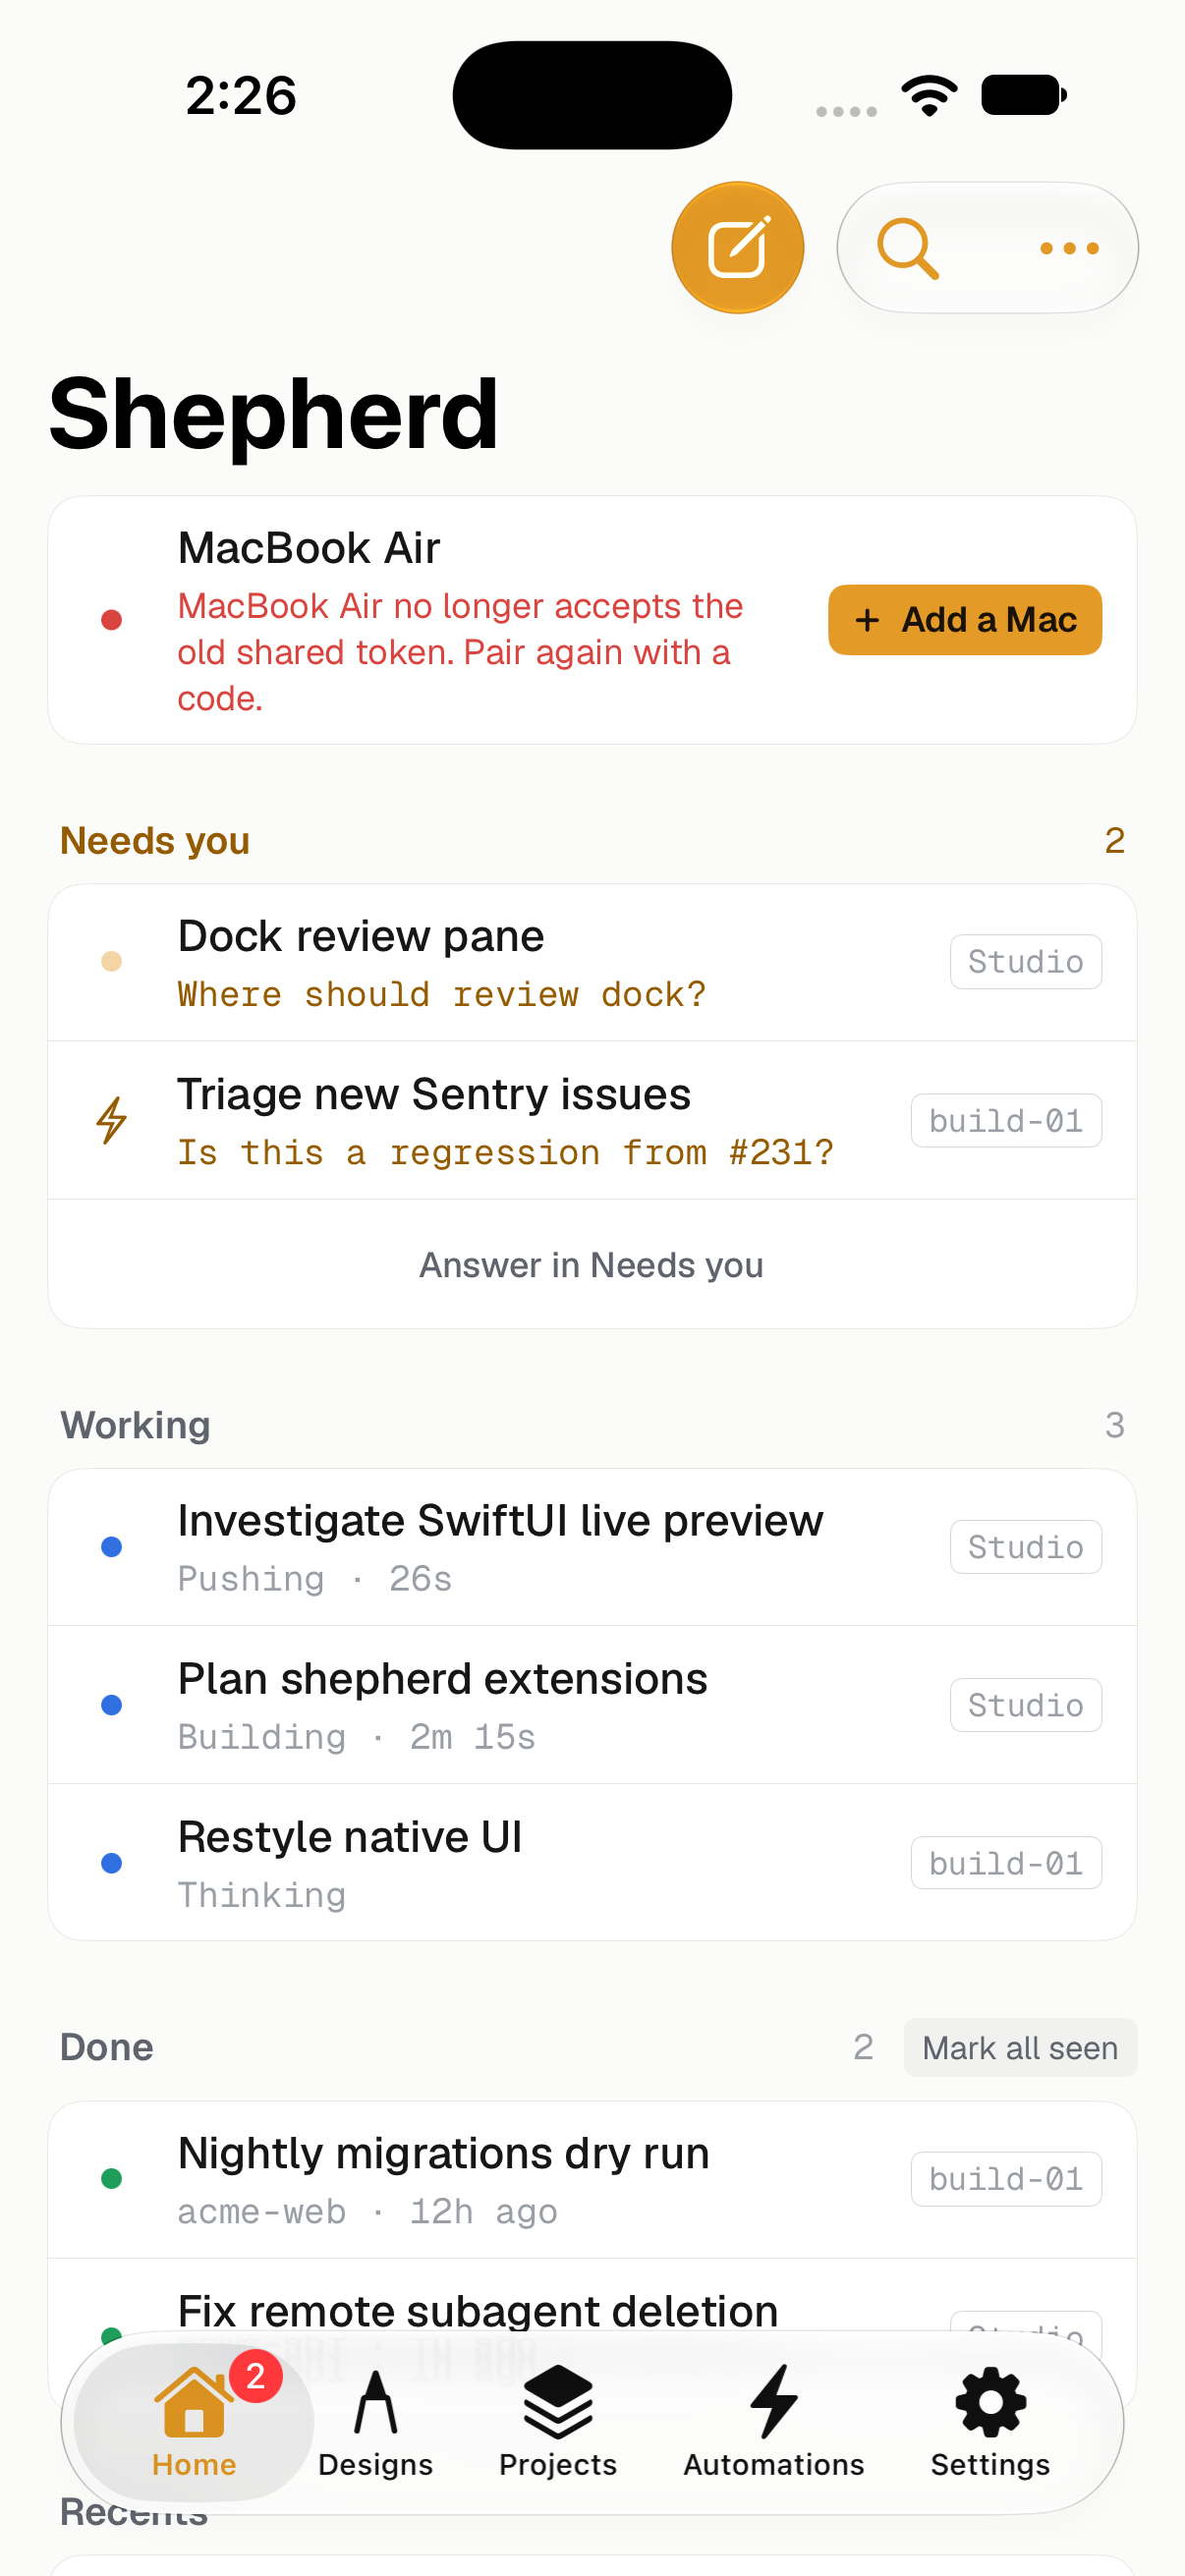 2:26
Shepherd
MacBook Air
MacBook Air no longer accepts the
old shared token. Pair again with a
code.
+ Add a Mac
Needs you 2
Dock review pane
Where should review dock?
Studio
Triage new Sentry issues
Is this a regression from #231?
build-01
Answer in Needs you
Working 3
Investigate SwiftUI live preview
Pushing · 26s
Studio
Plan shepherd extensions
Building · 2m 15s
Studio
Restyle native UI
Thinking
build-01
Done 2 Mark all seen
Nightly migrations dry run
acme-web · 12h ago
build-01
Fix remote subagent deletion
Studio
2
Home Designs Projects Automations Settings
Recents